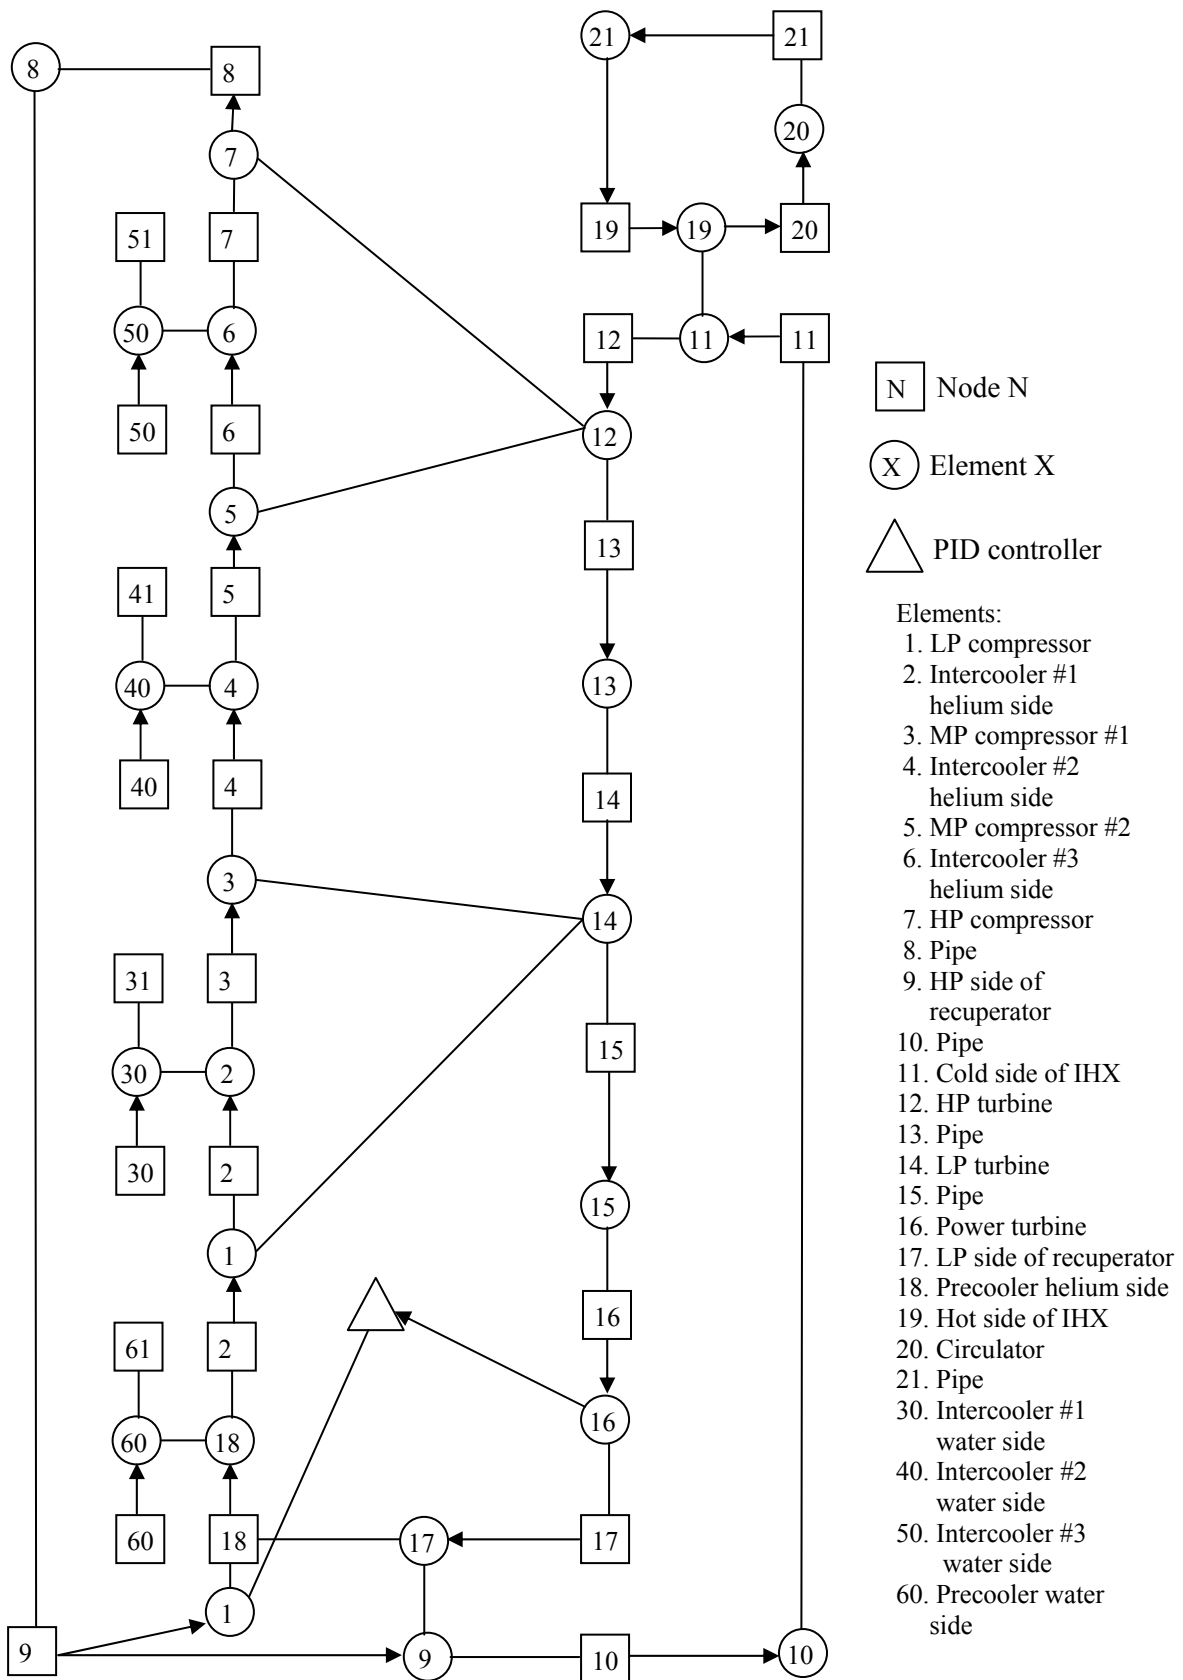 21
21
8
8
20
7
51
7
19
19
20
50
6
12
11
11
N Node N
50
6
12
X Element X
5
13
PID controller
41
5
Elements:
1. LP compressor
2. Intercooler #1
helium side
3. MP compressor #1
4. Intercooler #2
helium side
5. MP compressor #2
6. Intercooler #3
helium side
7. HP compressor
8. Pipe
9. HP side of
recuperator
10. Pipe
11. Cold side of IHX
12. HP turbine
13. Pipe
14. LP turbine
15. Pipe
16. Power turbine
17. LP side of recuperator
18. Precooler helium side
19. Hot side of IHX
20. Circulator
21. Pipe
30. Intercooler #1
water side
40. Intercooler #2
water side
50. Intercooler #3
water side
60. Precooler water
side
40
4
13
40
4
14
3
14
31
3
15
30
2
30
2
15
1
61
2
16
60
18
16
60
18
17
17
1
9
9
10
10